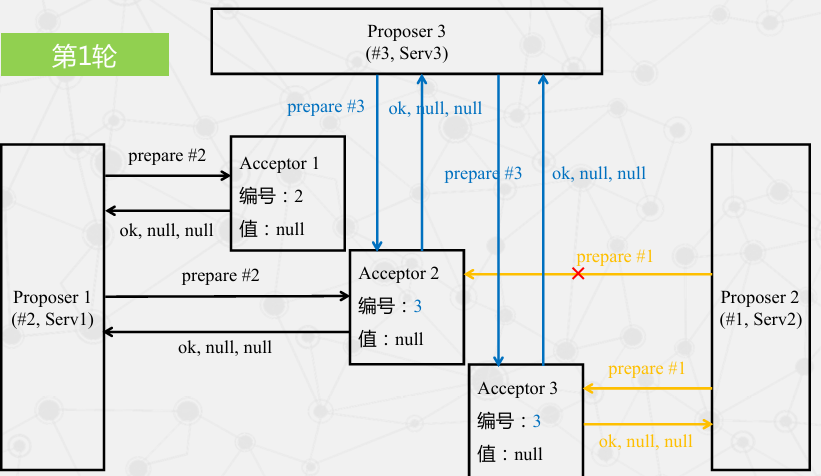 第1轮
Proposer 3
(#3, Serv3)
prepare #3
ok, null, null
prepare #2
Acceptor 1
编号：2
值：null
ok, null, null
prepare #3
ok, null, null
prepare #2
Acceptor 2
编号：3
值：null
prepare #1
Proposer 1
(#2, Serv1)
ok, null, null
Proposer 2
(#1, Serv2)
prepare #1
Acceptor 3
编号：3
值：null
ok, null, null